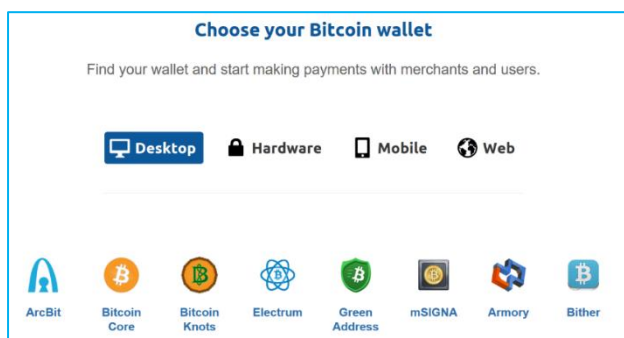 Choose your Bitcoin wallet
Find your wallet and start making payments with merchants and users.
Desktop Hardware Mobile Web
ArcBit Bitcoin Core Bitcoin Knots Electrum Green Address mSIGNA Armory Bither